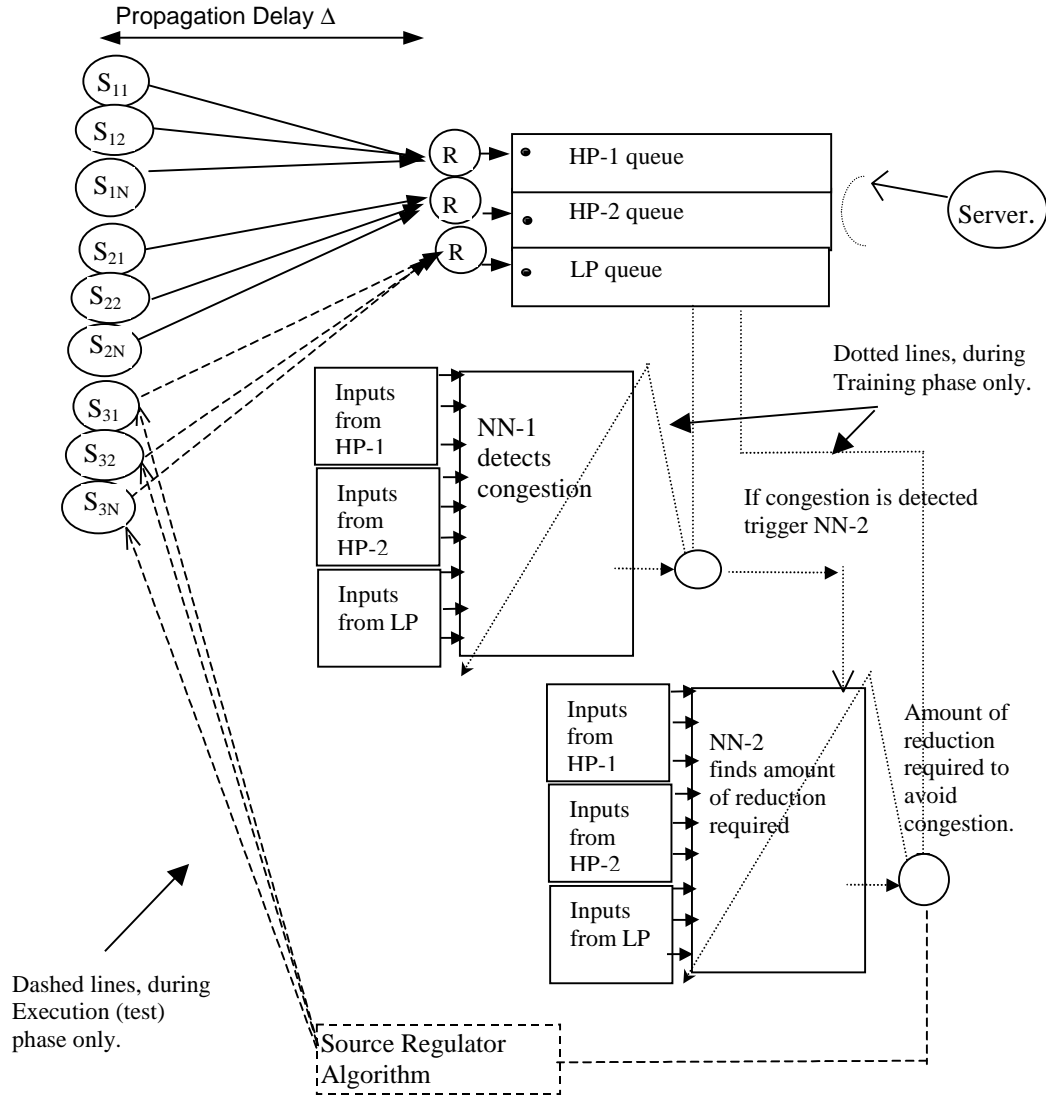 Propagation Delay Δ
S11
S12
S1N
S21
S22
S2N
S31
S32
S3N
R
R
R
HP-1 queue
HP-2 queue
LP queue
Server.
Dotted lines, during
Training phase only.
Inputs
from
HP-1
Inputs
from
HP-2
Inputs
from LP
NN-1
detects
congestion
If congestion is detected
trigger NN-2
Inputs
from
HP-1
Inputs
from
HP-2
Inputs
from LP
NN-2
finds amount
of reduction
required
Amount of
reduction
required to
avoid
congestion.
Dashed lines, during
Execution (test)
phase only.
Source Regulator
Algorithm